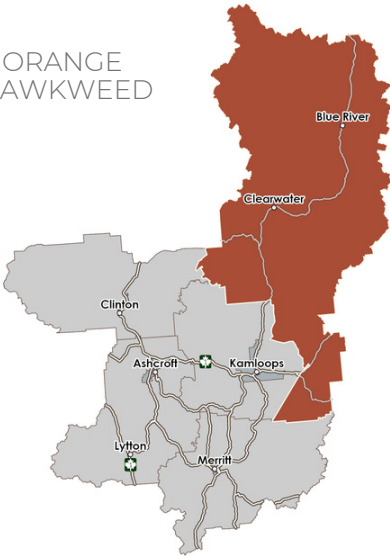 ORANGE
AWKWEED
Blue River
Clearwater
Clinton
Ashcroft
Kamloops
Lytton
Merritt